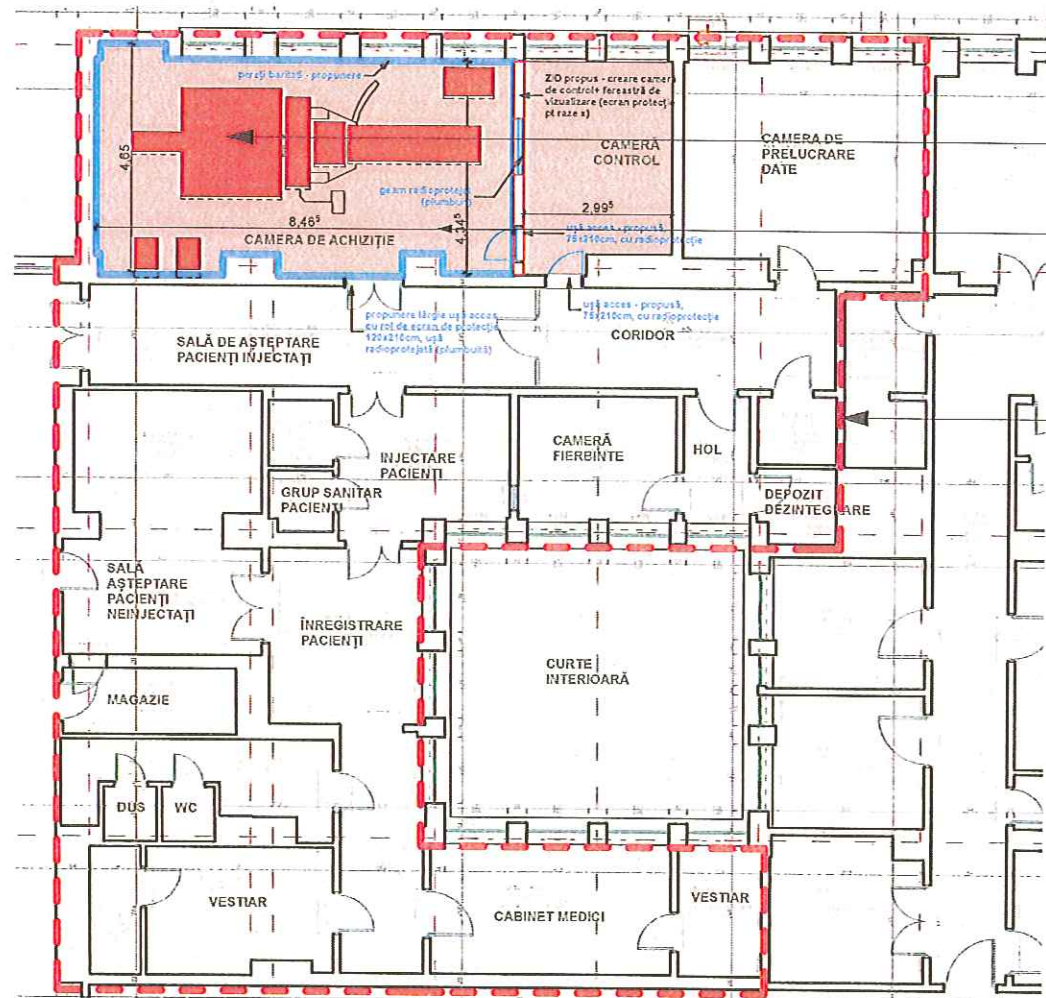 pereți baritați - propunere
ZID propus - creare cameră
de control+ fereastră de
vizualizare (ecran protecție
pt raze x)
CAMERĂ
CONTROL
CAMERA DE
PRELUCRARE
DATE
4,65
geam radioprotejat
(plumbuit)
2,99⁵
8,46⁵
4,34⁵
CAMERA DE ACHIZIȚIE
ușă acces - propusă,
75x210cm, cu radioprotecție
propunere lărgire ușă acces
cu rol de ecran de protecție
120x210cm, ușă
radioprotejată (plumbuită)
ușă acces - propusă,
75x210cm, cu radioprotecție
SALĂ DE AȘTEPTARE
PACIENȚI INJECTAȚI
CORIDOR
INJECTARE
PACIENȚI
CAMERĂ
FIERBINTE
HOL
GRUP SANITAR
PACIENȚI
DEPOZIT
DEZINTEGRARE
SALĂ
AȘTEPTARE
PACIENȚI
NEINJECTAȚI
ÎNREGISTRARE
PACIENȚI
CURTE
INTERIOARĂ
MAGAZIE
DUS
WC
VESTIAR
CABINET MEDICI
VESTIAR